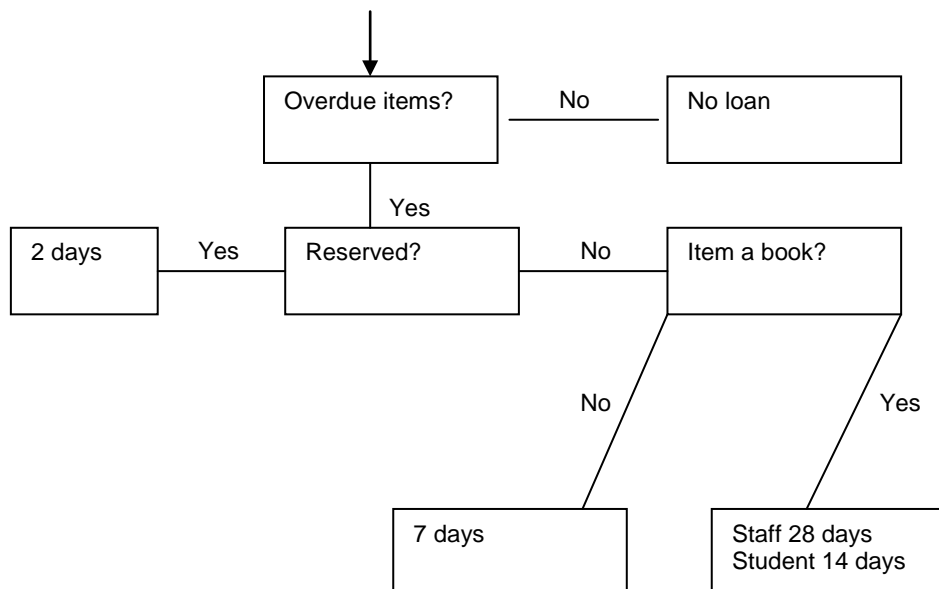 Overdue items?
No
No loan
Yes
2 days
Yes
Reserved?
No
Item a book?
No
Yes
7 days
Staff 28 days
Student 14 days